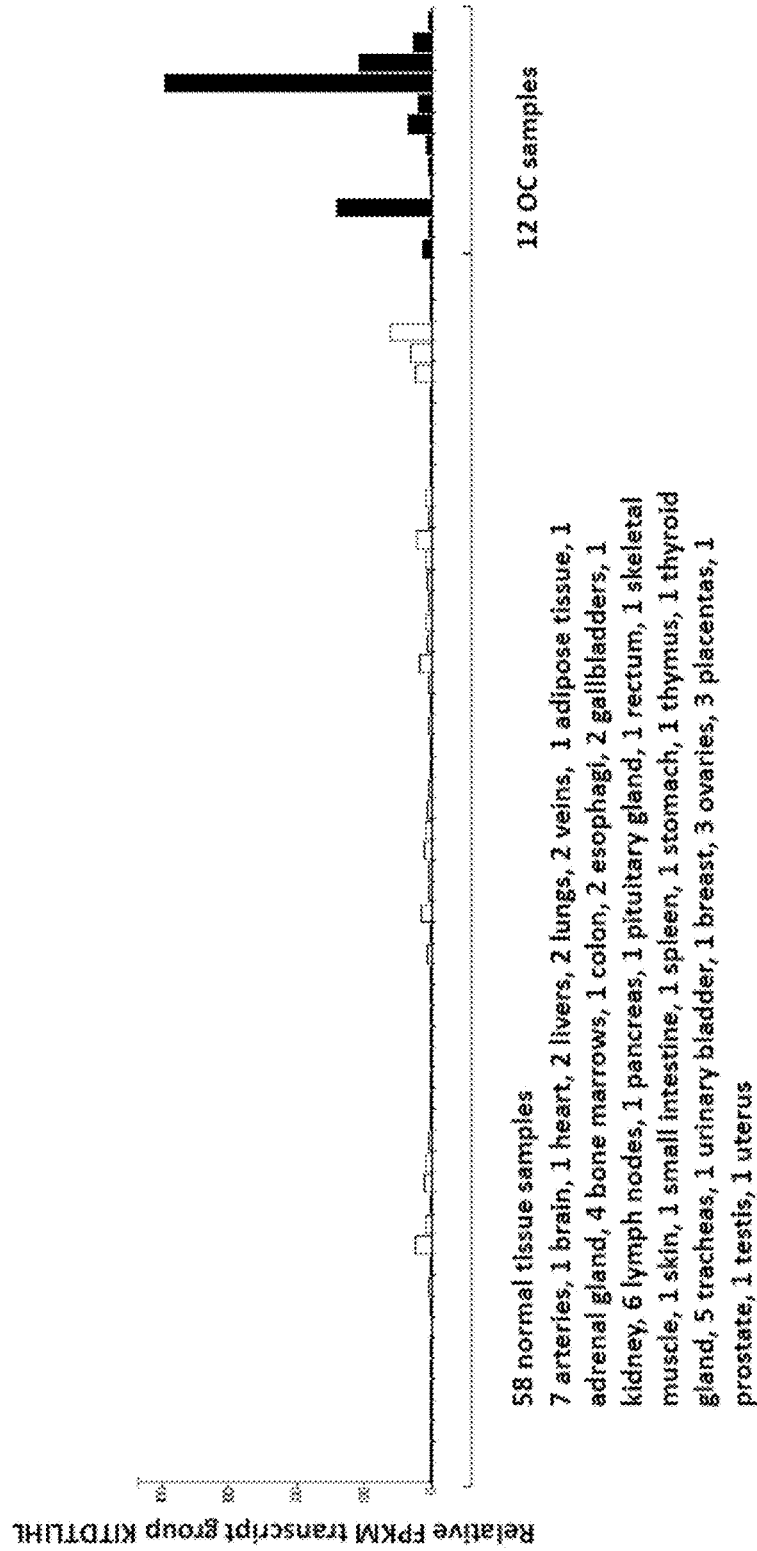 Relative FPKM transcript group KITDTLIHL
58 normal tissue samples
7 arteries, 1 brain, 1 heart, 2 livers, 2 lungs, 2 veins, 1 adipose tissue, 1
adrenal gland, 4 bone marrows, 1 colon, 2 esophagi, 2 gallbladders, 1
kidney, 6 lymph nodes, 1 pancreas, 1 pituitary gland, 1 rectum, 1 skeletal
muscle, 1 skin, 1 small intestine, 1 spleen, 1 stomach, 1 thymus, 1 thyroid
gland, 5 tracheas, 1 urinary bladder, 1 breast, 3 ovaries, 3 placentas, 1
prostate, 1 testis, 1 uterus
12 OC samples